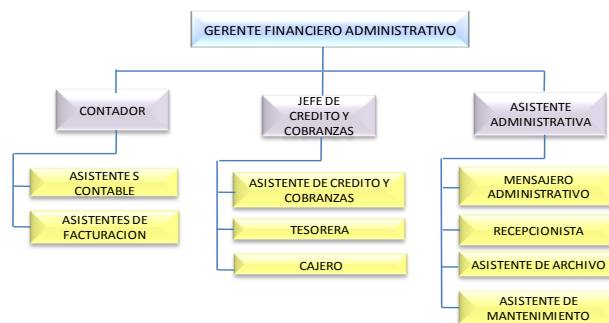 GERENTE FINANCIERO ADMINISTRATIVO
CONTADOR
JEFE DE
CREDITO Y
COBRANZAS
ASISTENTE
ADMINISTRATIVA
ASISTENTE S
CONTABLE
ASISTENTES DE
FACTURACION
ASISTENTE DE CREDITO Y
COBRANZAS
TESORERA
CAJERO
MENSAJERO
ADMINISTRATIVO
RECEPCIONISTA
ASISTENTE DE ARCHIVO
ASISTENTE DE
MANTENIMIENTO